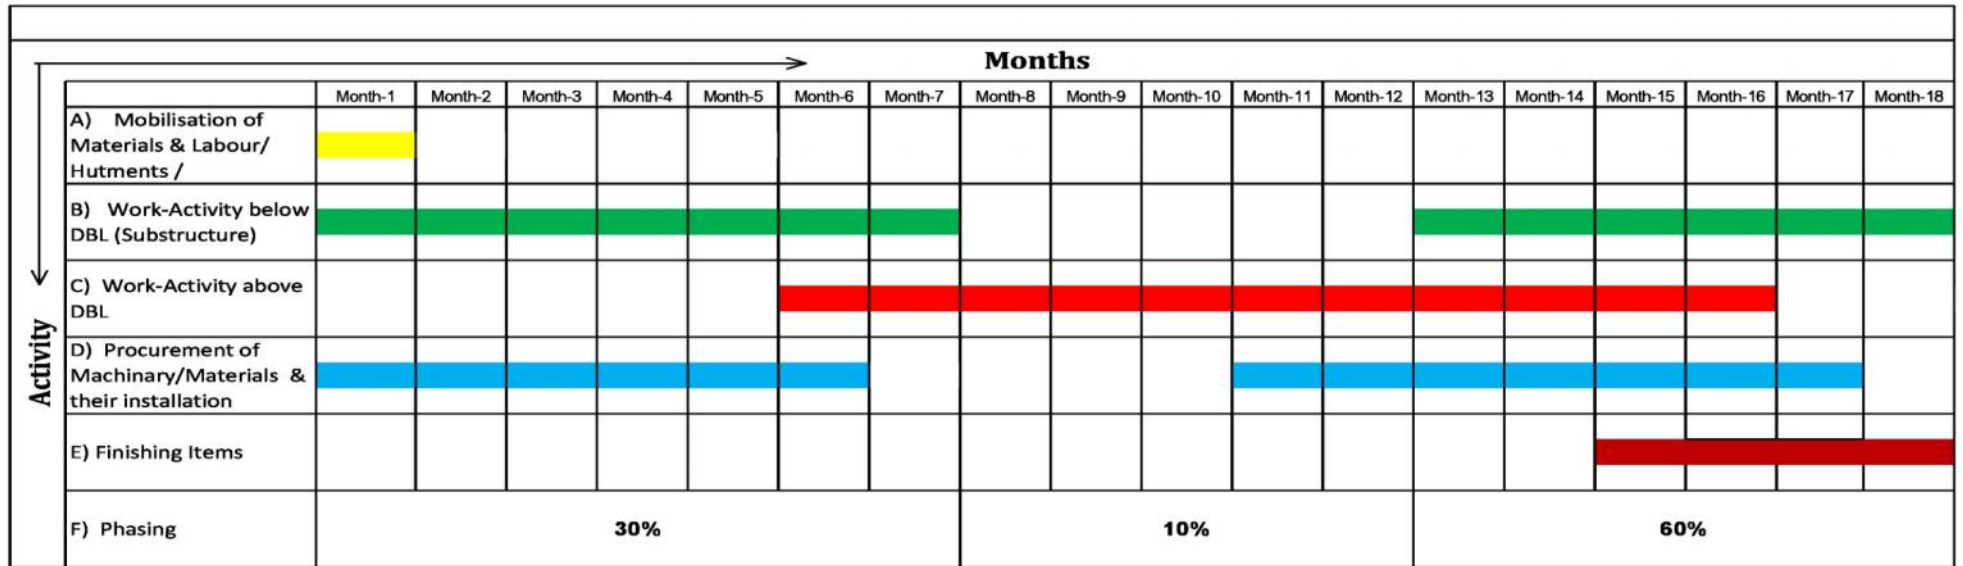 Months
Month-1 Month-2 Month-3 Month-4 Month-5 Month-6 Month-7 Month-8 Month-9 Month-10 Month-11 Month-12 Month-13 Month-14 Month-15 Month-16 Month-17 Month-18
Activity
A) Mobilisation of
Materials & Labour/
Hutments /
B) Work-Activity below
DBL (Substructure)
C) Work-Activity above
DBL
D) Procurement of
Machinary/Materials &
their installation
E) Finishing Items
F) Phasing 30% 10% 60%